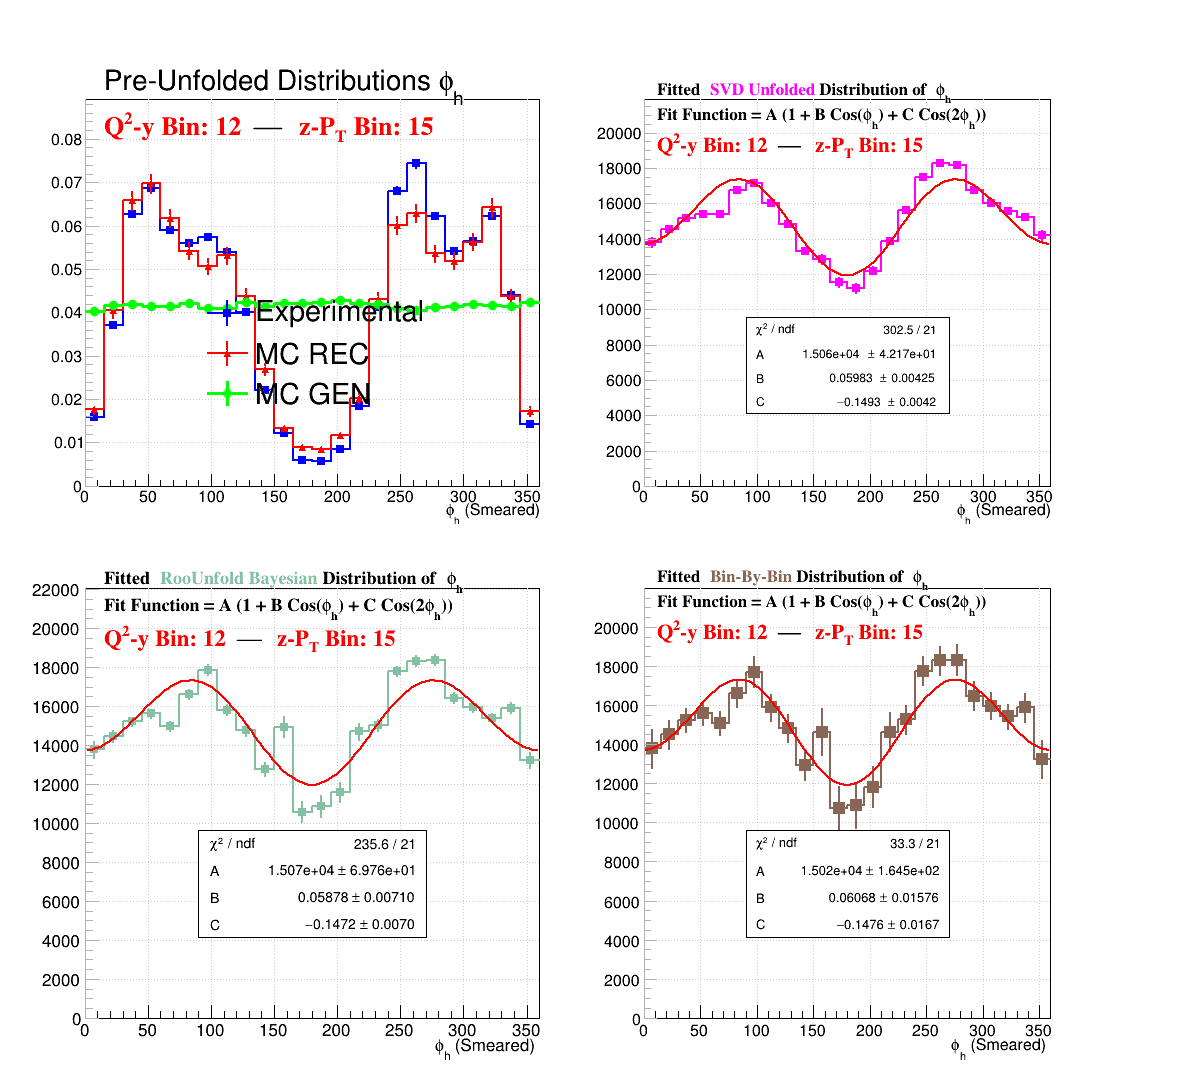 Pre-Unfolded Distributions ϕh
Q²-y Bin: 12 — z-PT Bin: 15
0.08
0.07
0.06
0.05
0.04
0.03
0.02
0.01
0
Experimental
MC REC
MC GEN
0 50 100 150 200 250 300 350
ϕh (Smeared)
Fitted SVD Unfolded Distribution of ϕh
Fit Function = A (1 + B Cos(ϕh) + C Cos(2ϕh))
Q²-y Bin: 12 — z-PT Bin: 15
20000
18000
16000
14000
12000
10000
8000
6000
4000
2000
0
χ² / ndf 302.5 / 21
A 1.506e+04 ± 4.217e+01
B 0.05983 ± 0.00425
C −0.1493 ± 0.0042
0 50 100 150 200 250 300 350
ϕh (Smeared)
Fitted RooUnfold Bayesian Distribution of ϕh
Fit Function = A (1 + B Cos(ϕh) + C Cos(2ϕh))
Q²-y Bin: 12 — z-PT Bin: 15
22000
20000
18000
16000
14000
12000
10000
8000
6000
4000
2000
0
χ² / ndf 235.6 / 21
A 1.507e+04 ± 6.976e+01
B 0.05878 ± 0.00710
C −0.1472 ± 0.0070
0 50 100 150 200 250 300 350
ϕh (Smeared)
Fitted Bin-By-Bin Distribution of ϕh
Fit Function = A (1 + B Cos(ϕh) + C Cos(2ϕh))
Q²-y Bin: 12 — z-PT Bin: 15
20000
18000
16000
14000
12000
10000
8000
6000
4000
2000
0
χ² / ndf 33.3 / 21
A 1.502e+04 ± 1.645e+02
B 0.06068 ± 0.01576
C −0.1476 ± 0.0167
0 50 100 150 200 250 300 350
ϕh (Smeared)